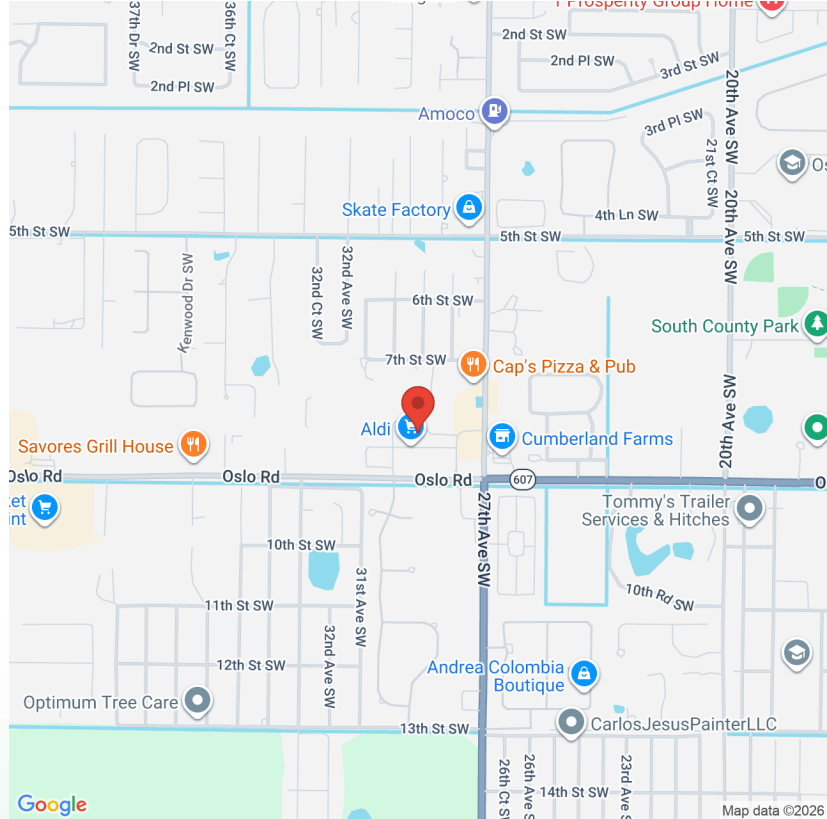 T Prosperity Group Home
37th Dr SW
36th Ct SW
2nd St SW
2nd Pl SW
2nd St SW
2nd Pl SW
3rd St SW
20th Ave SW
Amoco
3rd Pl SW
21st Ct SW
Os
Skate Factory
4th Ln SW
20th Ave SW
5th St SW
5th St SW
5th St SW
Kenwood Dr SW
32nd Ct SW
32nd Ave SW
6th St SW
South County Park
7th St SW
Cap's Pizza & Pub
20th Ave SW
Aldi
Cumberland Farms
Savores Grill House
Oslo Rd
Oslo Rd
Oslo Rd
607
O
27th Ave SW
ket
int
Tommy's Trailer
Services & Hitches
10th St SW
31st Ave SW
10th Rd SW
11th St SW
32nd Ave SW
12th St SW
Andrea Colombia
Boutique
Optimum Tree Care
13th St SW
CarlosJesusPainterLLC
26th Ct SW
26th Ave SW
23rd Ave SW
14th St SW
Google
Map data ©2026